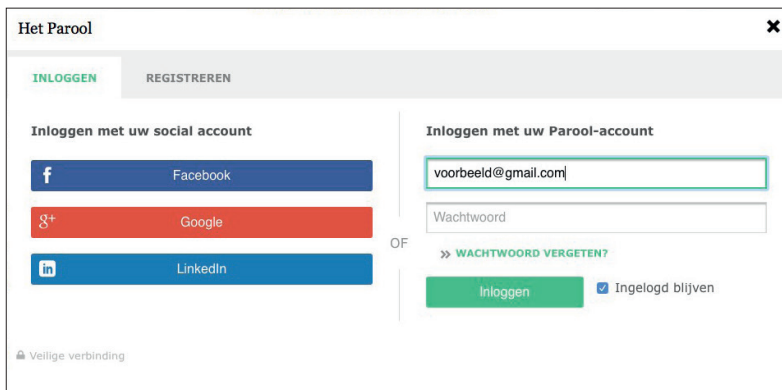 Het Parool
INLOGGEN
REGISTREREN
Inloggen met uw social account
f
Facebook
g+
Google
in
LinkedIn
OF
Inloggen met uw Parool-account
voorbeeld@gmail.com
Wachtwoord
» WACHTWOORD VERGETEN?
Inloggen
Ingelogd blijven
Veilige verbinding